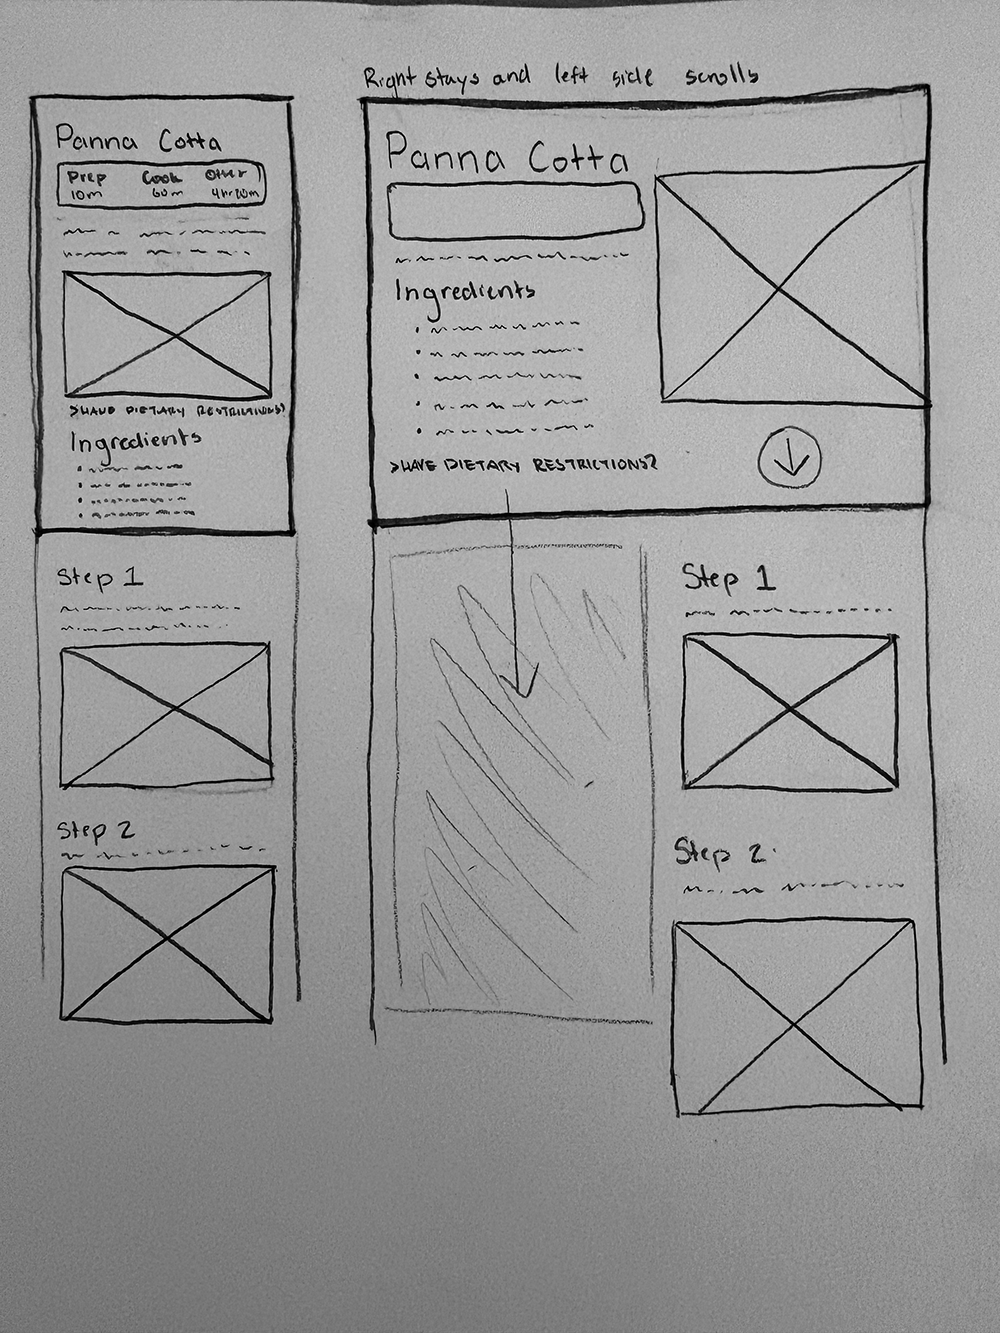 Right stays and left side scrolls
Panna Cotta
Prep Cook Other
10m 60m
>HAVE DIETARY RESTRICTIONS?
Ingredients
Step 1
Step 2
Panna Cotta
Ingredients
>HAVE DIETARY RESTRICTIONS?
Step 1
Step 2